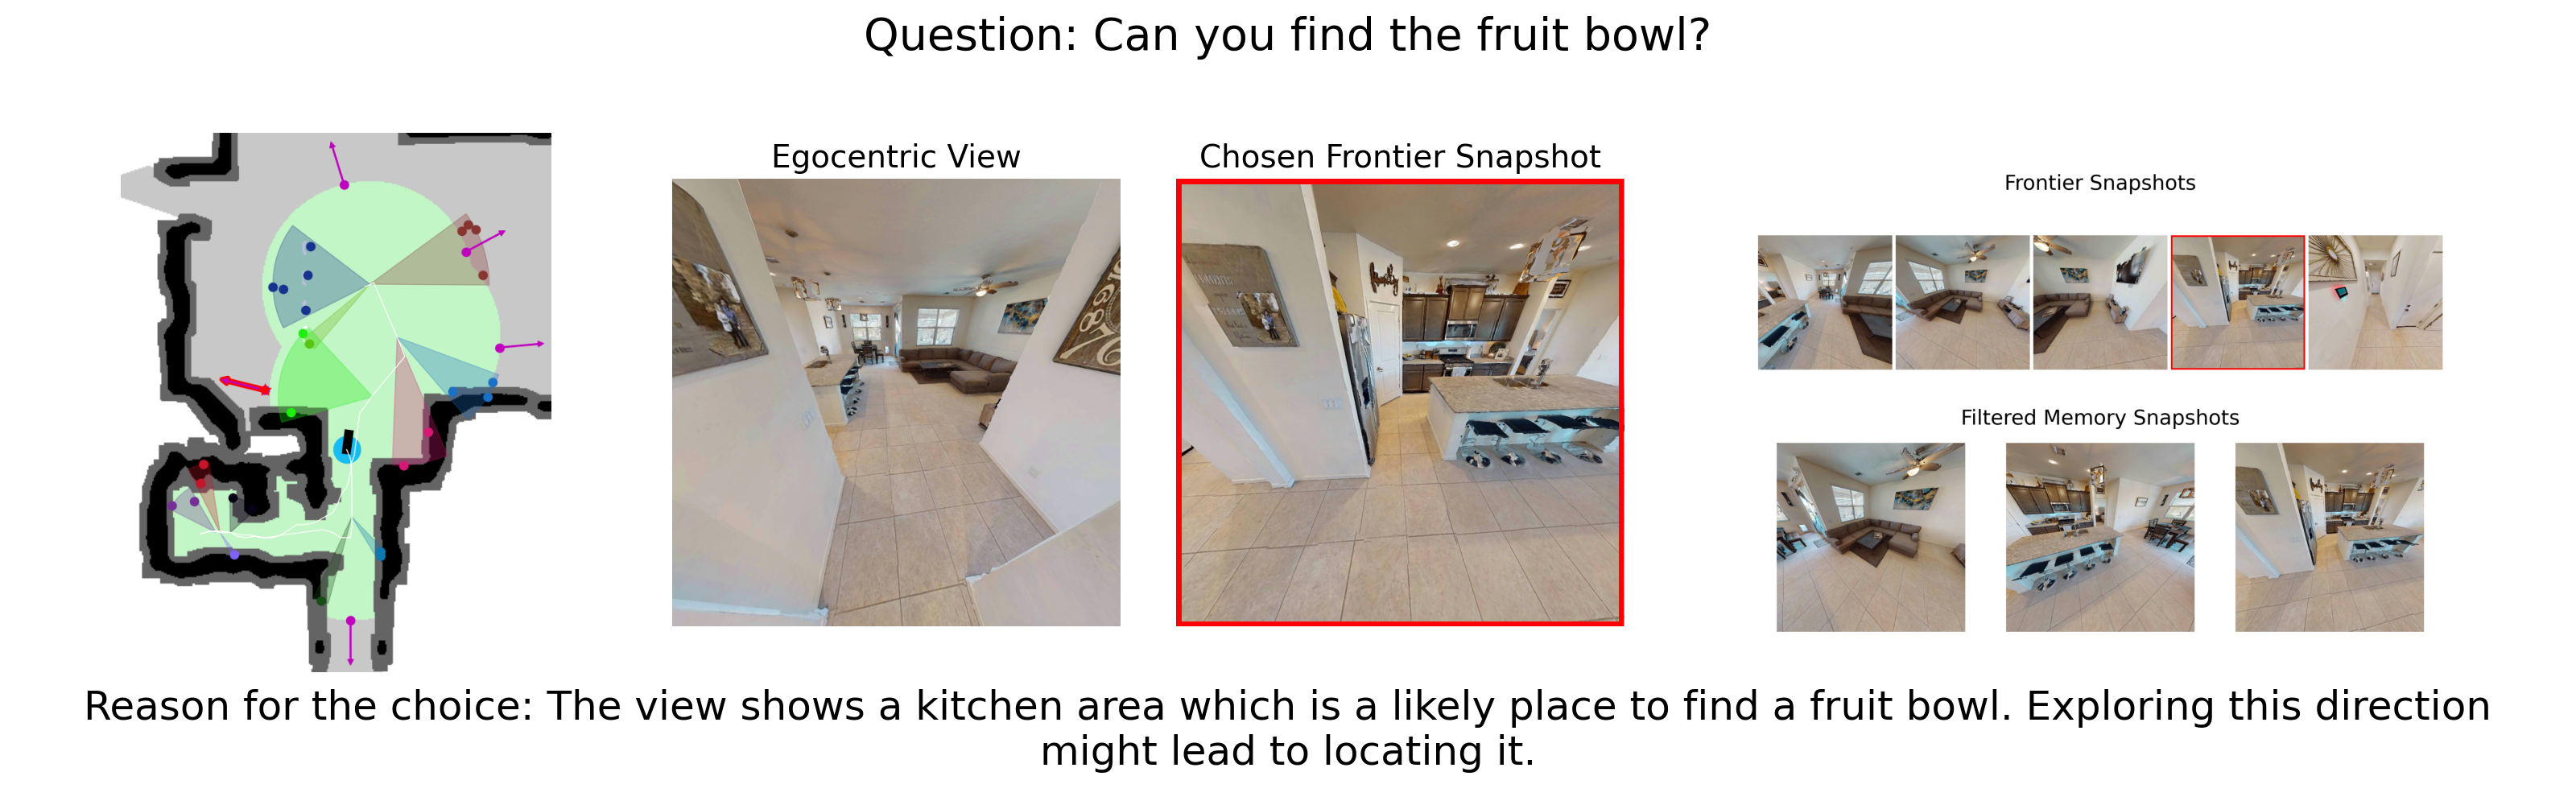 Question: Can you find the fruit bowl?
Egocentric View
Chosen Frontier Snapshot
Frontier Snapshots
Filtered Memory Snapshots
Reason for the choice: The view shows a kitchen area which is a likely place to find a fruit bowl. Exploring this direction
might lead to locating it.